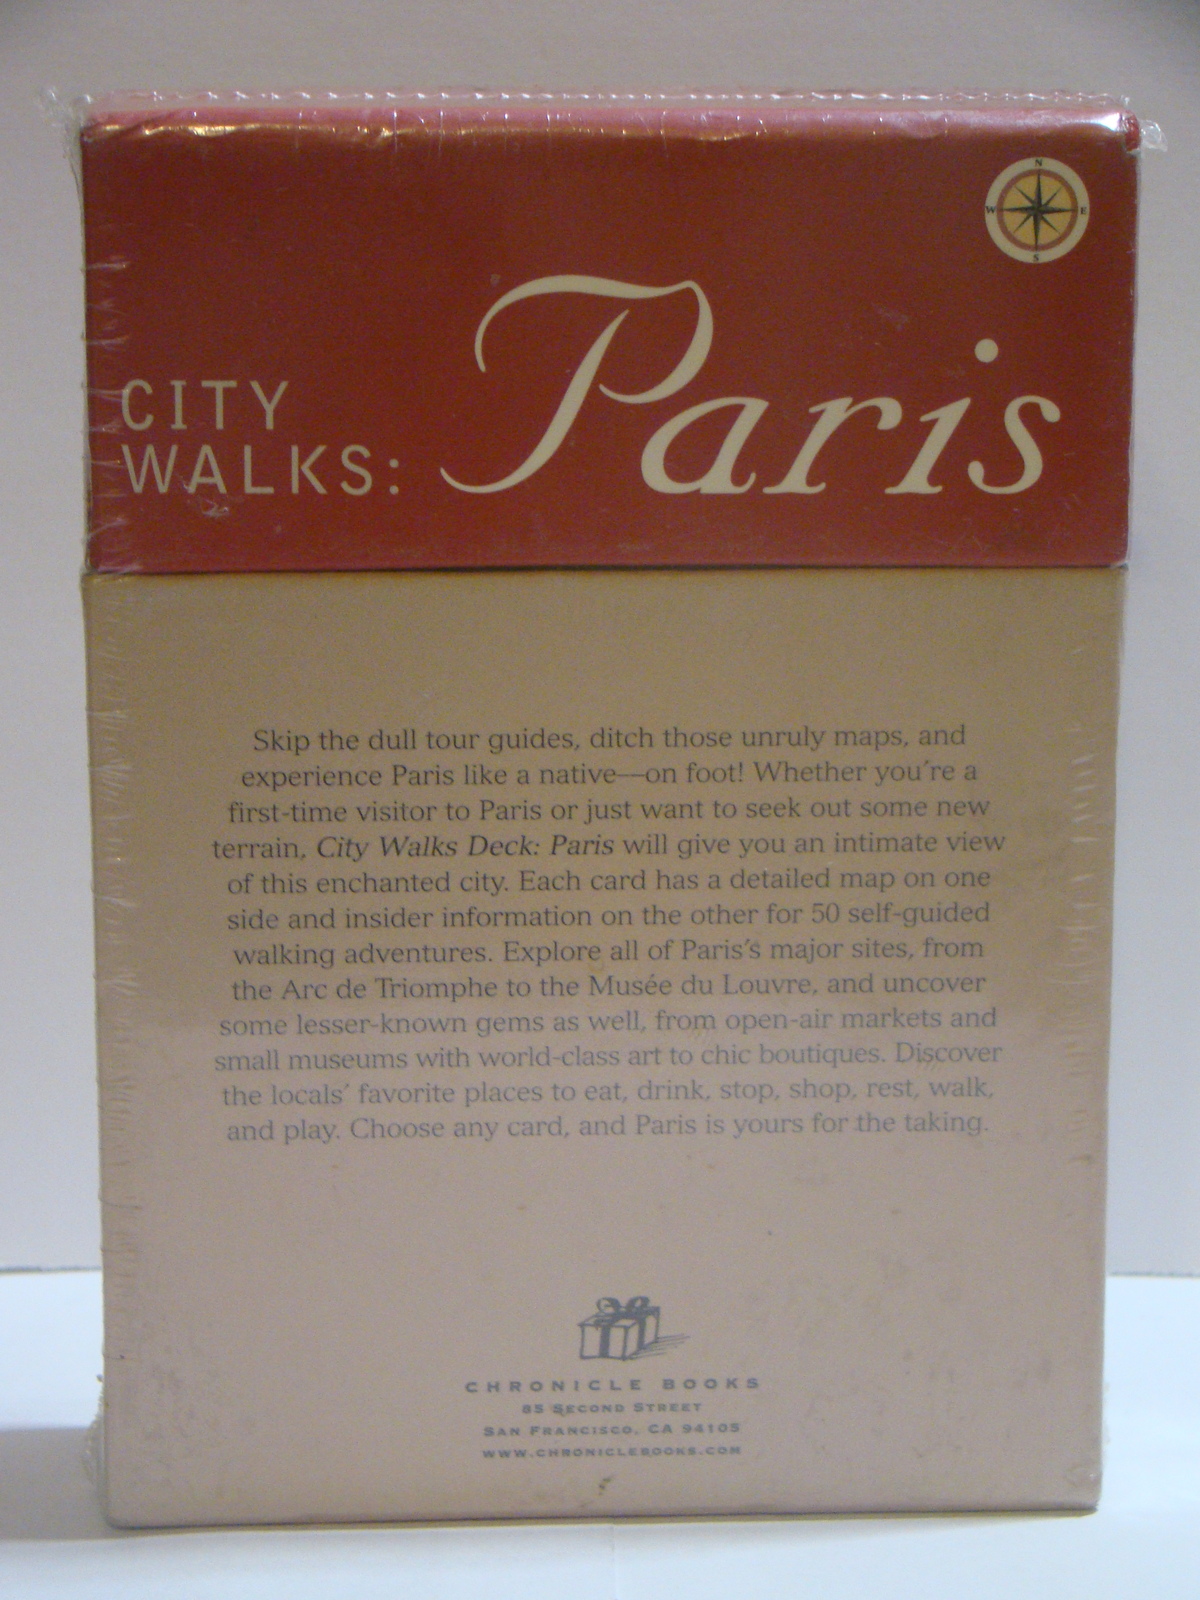 N
W E
S
CITY
WALKS: Paris
Skip the dull tour guides, ditch those unruly maps, and
experience Paris like a native—on foot! Whether you're a
first-time visitor to Paris or just want to seek out some new
terrain, City Walks Deck: Paris will give you an intimate view
of this enchanted city. Each card has a detailed map on one
side and insider information on the other for 50 self-guided
walking adventures. Explore all of Paris's major sites, from
the Arc de Triomphe to the Musée du Louvre, and uncover
some lesser-known gems as well, from open-air markets and
small museums with world-class art to chic boutiques. Discover
the locals' favorite places to eat, drink, stop, shop, rest, walk,
and play. Choose any card, and Paris is yours for the taking.
CHRONICLE BOOKS
85 SECOND STREET
SAN FRANCISCO, CA 94105
WWW.CHRONICLEBOOKS.COM